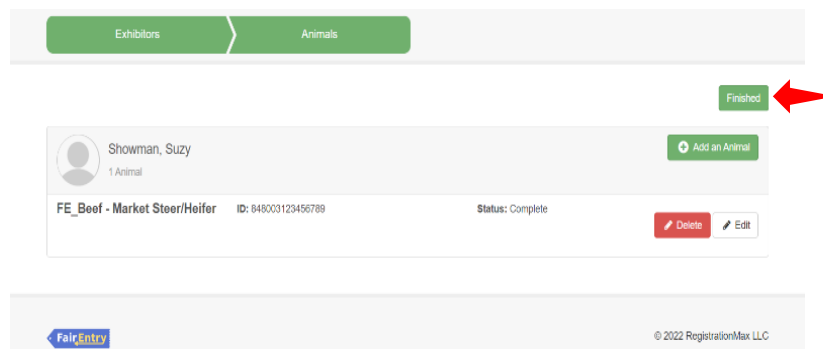 Exhibitors
Animals
Finished
Showman, Suzy
1 Animal
Add an Animal
FE_Beef - Market Steer/Heifer ID: 848003123456789 Status: Complete
Delete Edit
FairEntry © 2022 RegistrationMax LLC